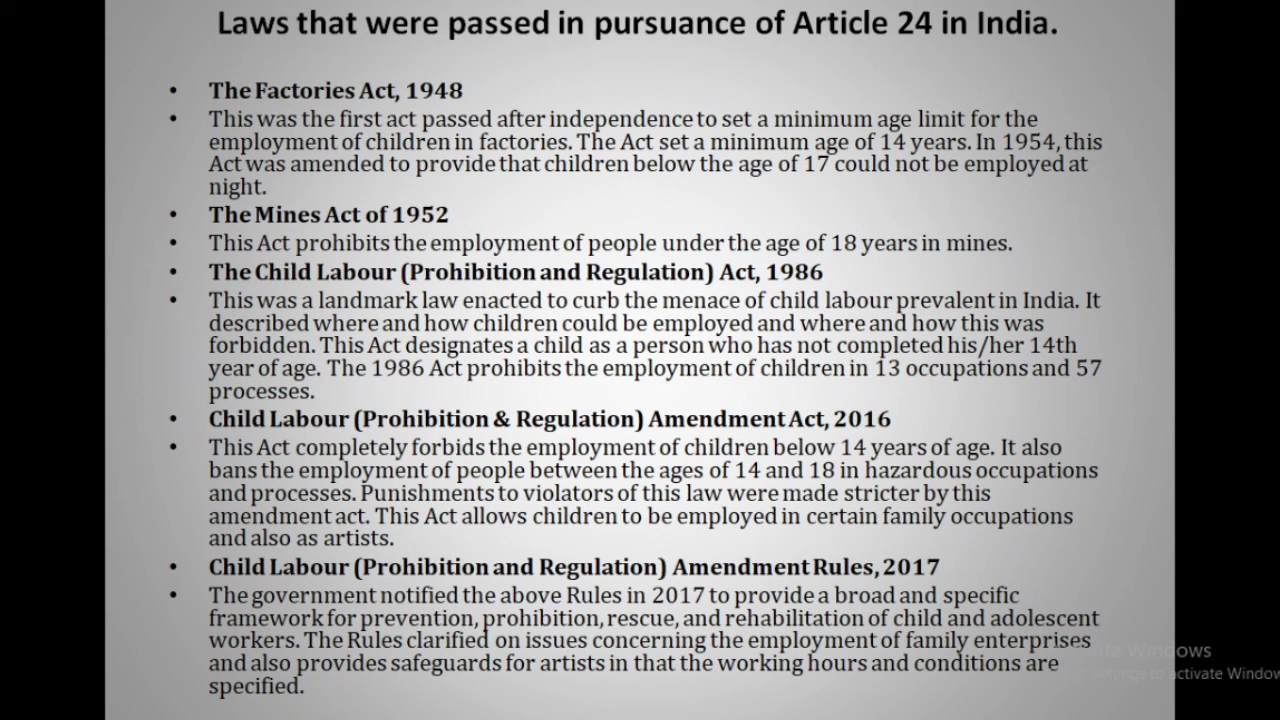 Laws that were passed in pursuance of Article 24 in India.
• The Factories Act, 1948
• This was the first act passed after independence to set a minimum age limit for the
employment of children in factories. The Act set a minimum age of 14 years. In 1954, this
Act was amended to provide that children below the age of 17 could not be employed at
night.
• The Mines Act of 1952
• This Act prohibits the employment of people under the age of 18 years in mines.
• The Child Labour (Prohibition and Regulation) Act, 1986
• This was a landmark law enacted to curb the menace of child labour prevalent in India. It
described where and how children could be employed and where and how this was
forbidden. This Act designates a child as a person who has not completed his/her 14th
year of age. The 1986 Act prohibits the employment of children in 13 occupations and 57
processes.
• Child Labour (Prohibition & Regulation) Amendment Act, 2016
• This Act completely forbids the employment of children below 14 years of age. It also
bans the employment of people between the ages of 14 and 18 in hazardous occupations
and processes. Punishments to violators of this law were made stricter by this
amendment act. This Act allows children to be employed in certain family occupations
and also as artists.
• Child Labour (Prohibition and Regulation) Amendment Rules, 2017
• The government notified the above Rules in 2017 to provide a broad and specific
framework for prevention, prohibition, rescue, and rehabilitation of child and adolescent
workers. The Rules clarified on issues concerning the employment of family enterprises
and also provides safeguards for artists in that the working hours and conditions are
specified.
Windows
to activate Window